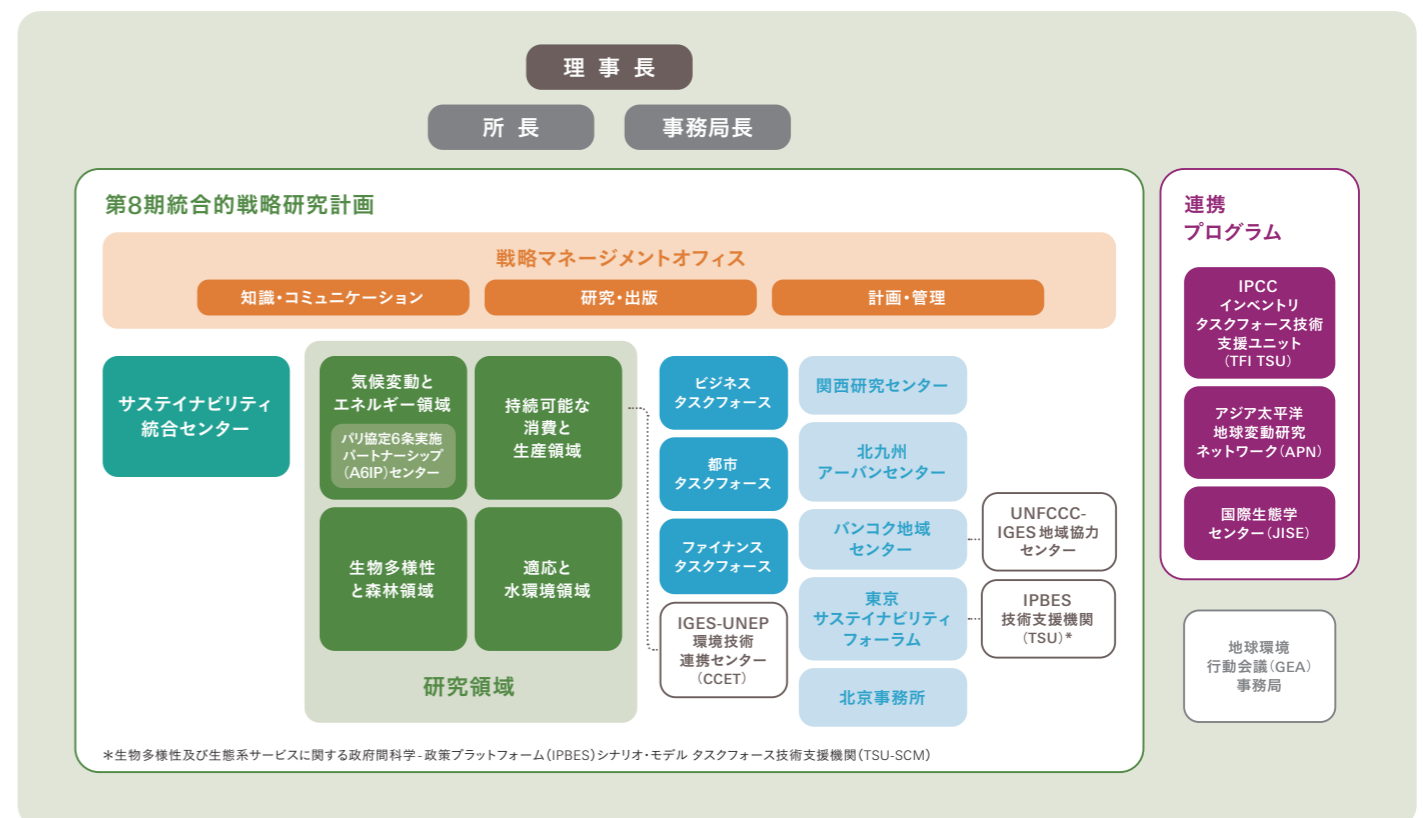 理事長
所長
事務局長
第8期統合的戦略研究計画
戦略マネージメントオフィス
知識・コミュニケーション
研究・出版
計画・管理
サステイナビリティ
統合センター
気候変動と
エネルギー領域
パリ協定6条実施
パートナーシップ
(A6IP)センター
持続可能な
消費と
生産領域
生物多様性
と森林領域
適応と
水環境領域
研究領域
ビジネス
タスクフォース
都市
タスクフォース
ファイナンス
タスクフォース
IGES-UNEP
環境技術
連携センター
(CCET)
関西研究センター
北九州
アーバンセンター
バンコク地域
センター
東京
サステイナビリティ
フォーラム
北京事務所
UNFCCC-
IGES地域協力
センター
IPBES
技術支援機関
(TSU)*
*生物多様性及び生態系サービスに関する政府間科学-政策プラットフォーム(IPBES)シナリオ・モデル タスクフォース技術支援機関(TSU-SCM)
連携
プログラム
IPCC
インベントリ
タスクフォース技術
支援ユニット
(TFI TSU)
アジア太平洋
地球変動研究
ネットワーク(APN)
国際生態学
センター(JISE)
地球環境
行動会議(GEA)
事務局